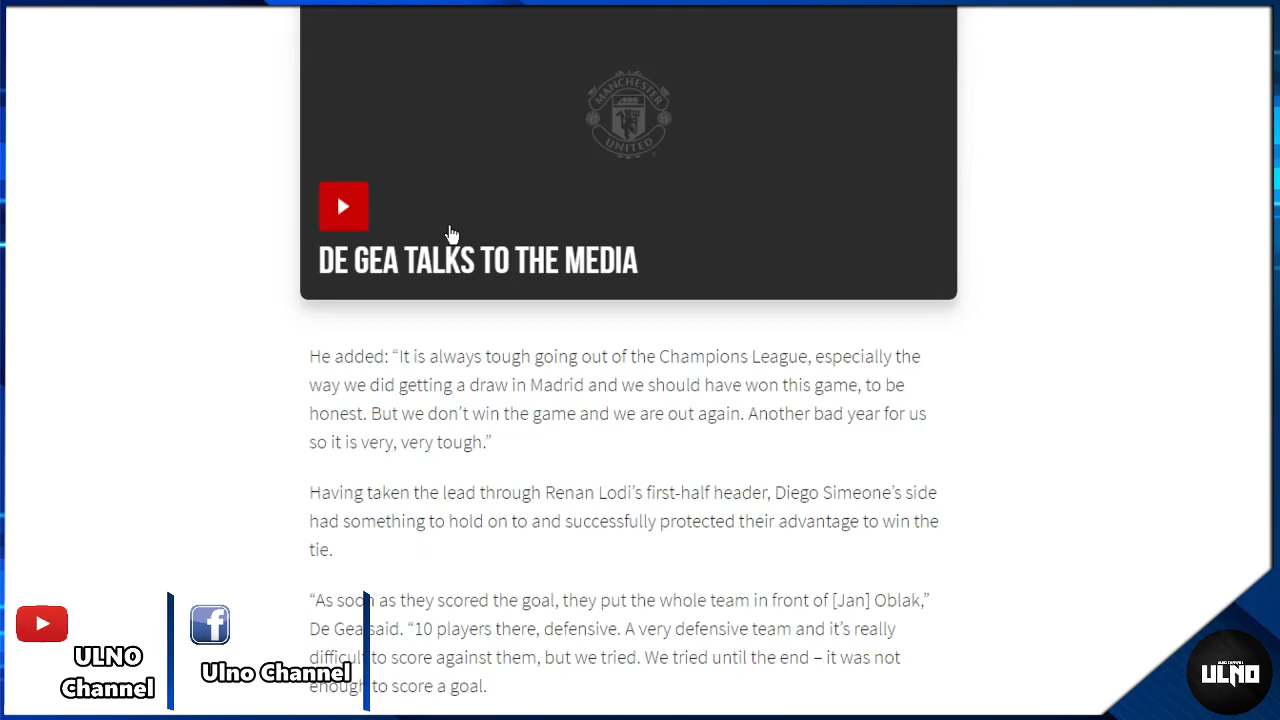 MANCHESTER
UNITED
DE GEA TALKS TO THE MEDIA
He added: “It is always tough going out of the Champions League, especially the
way we did getting a draw in Madrid and we should have won this game, to be
honest. But we don’t win the game and we are out again. Another bad year for us
so it is very, very tough.”
Having taken the lead through Renan Lodi’s first-half header, Diego Simeone’s side
had something to hold on to and successfully protected their advantage to win the
tie.
“As soon as they scored the goal, they put the whole team in front of [Jan] Oblak,”
De Gea said. “10 players there, defensive. A very defensive team and it’s really
difficult to score against them, but we tried. We tried until the end – it was not
enough to score a goal.
ULNO
Channel
Ulno Channel
ULNO CHANNEL
ULNO